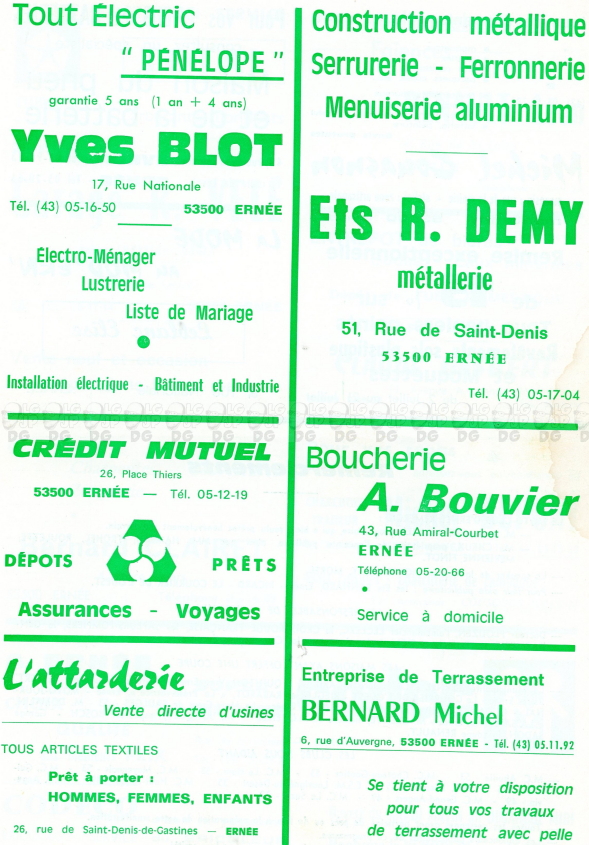 Tout Électric
" PÉNÉLOPE "
garantie 5 ans (1 an + 4 ans)
Yves BLOT
17, Rue Nationale
Tél. (43) 05-16-50 53500 ERNÉE
Électro-Ménager
Lustrerie
Liste de Mariage
Installation électrique - Bâtiment et Industrie
CRÉDIT MUTUEL
26, Place Thiers
53500 ERNÉE — Tél. 05-12-19
DÉPOTS PRÊTS
Assurances - Voyages
L'attarderie
Vente directe d'usines
TOUS ARTICLES TEXTILES
Prêt à porter :
HOMMES, FEMMES, ENFANTS
26, rue de Saint-Denis-de-Gastines — ERNÉE
Construction métallique
Serrurerie - Ferronnerie
Menuiserie aluminium
Ets R. DEMY
métallerie
51, Rue de Saint-Denis
53500 ERNÉE
Tél. (43) 05-17-04
Boucherie
A. Bouvier
43, Rue Amiral-Courbet
ERNÉE
Téléphone 05-20-66
Service à domicile
Entreprise de Terrassement
BERNARD Michel
6, rue d'Auvergne, 53500 ERNÉE - Tél. (43) 05.11.92
Se tient à votre disposition
pour tous vos travaux
de terrassement avec pelle